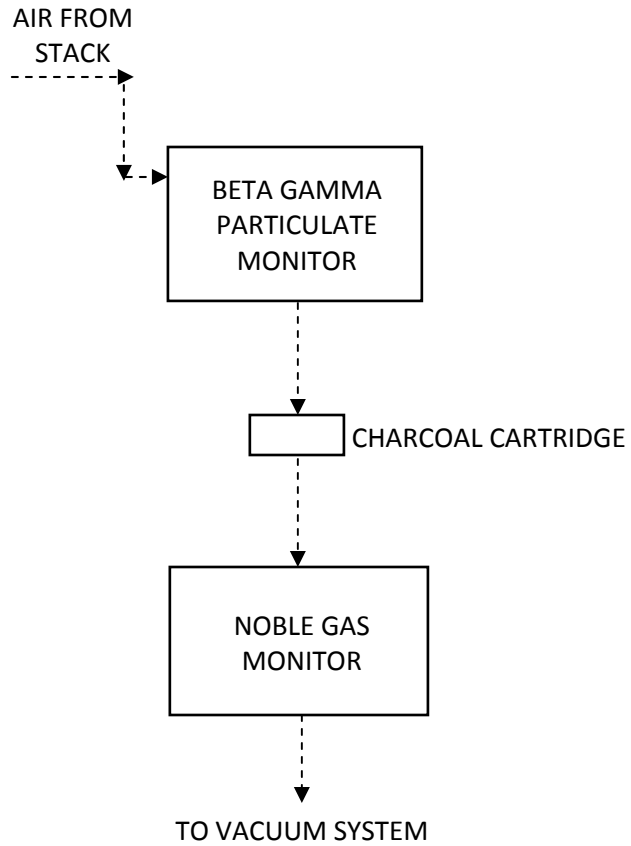 AIR FROM
STACK
BETA GAMMA
PARTICULATE
MONITOR
CHARCOAL CARTRIDGE
NOBLE GAS
MONITOR
TO VACUUM SYSTEM